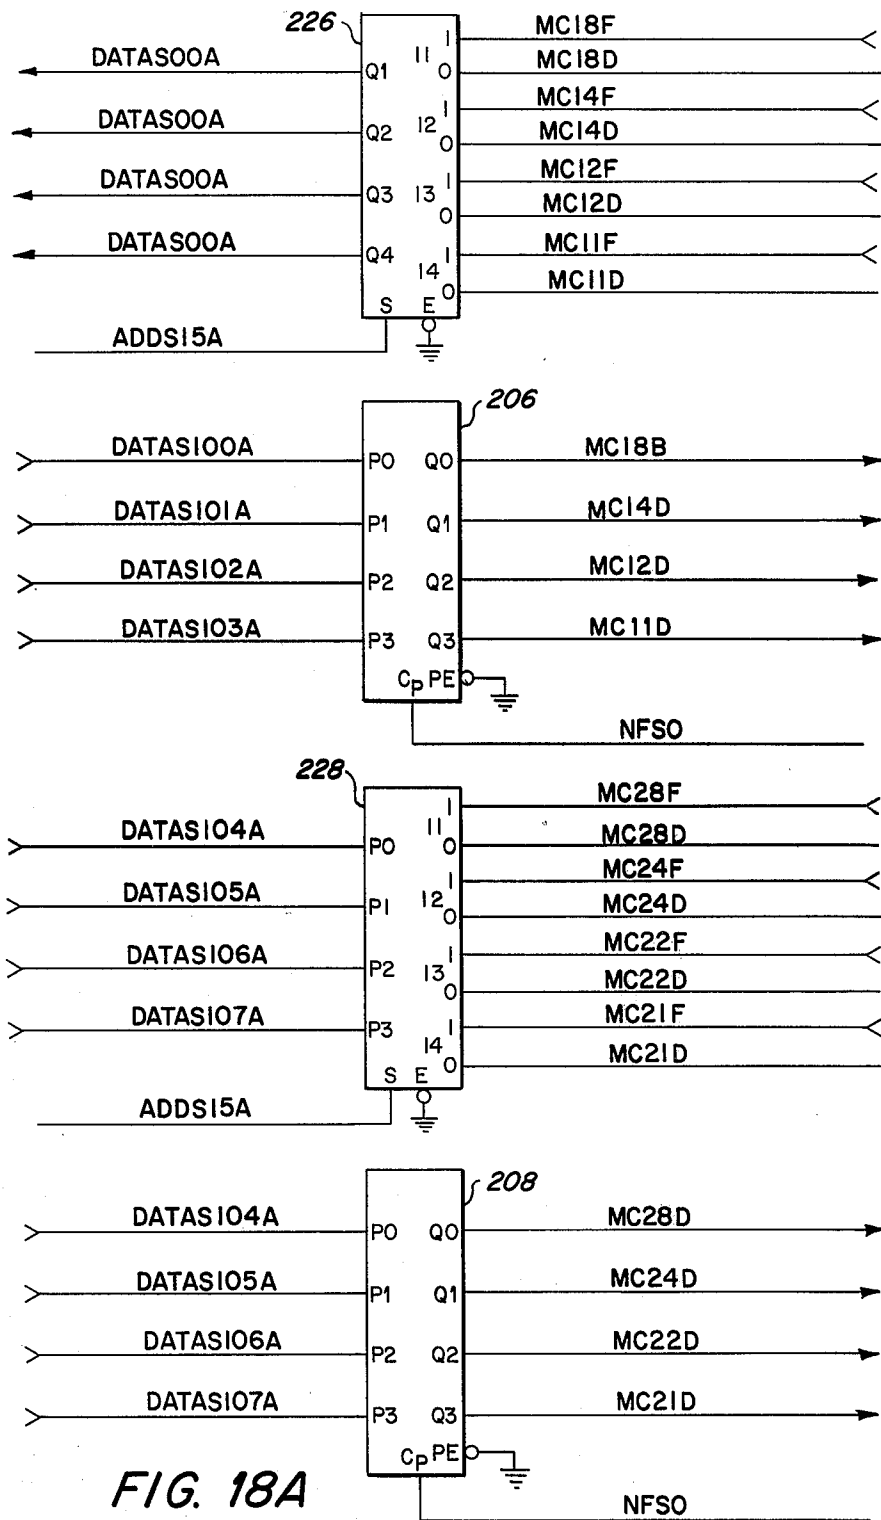 226
1 MC18F
DATAS00A Q1 11 0 MC18D
1 MC14F
DATAS00A Q2 12 0 MC14D
DATAS00A Q3 13 1 MC12F
0 MC12D
DATAS00A Q4 1 MC11F
14 0 MC11D
S E
ADDS15A
206
DATAS100A P0 Q0 MC18B
DATAS101A P1 Q1 MC14D
DATAS102A P2 Q2 MC12D
DATAS103A P3 Q3 MC11D
CP PE
NFSO
228
1 MC28F
DATAS104A P0 11 0 MC28D
1 MC24F
DATAS105A P1 12 0 MC24D
1 MC22F
DATAS106A P2 13 0 MC22D
DATAS107A P3 1 MC21F
14 0 MC21D
S E
ADDS15A
208
DATAS104A P0 Q0 MC28D
DATAS105A P1 Q1 MC24D
DATAS106A P2 Q2 MC22D
DATAS107A P3 Q3 MC21D
CP PE
FIG. 18A
NFSO